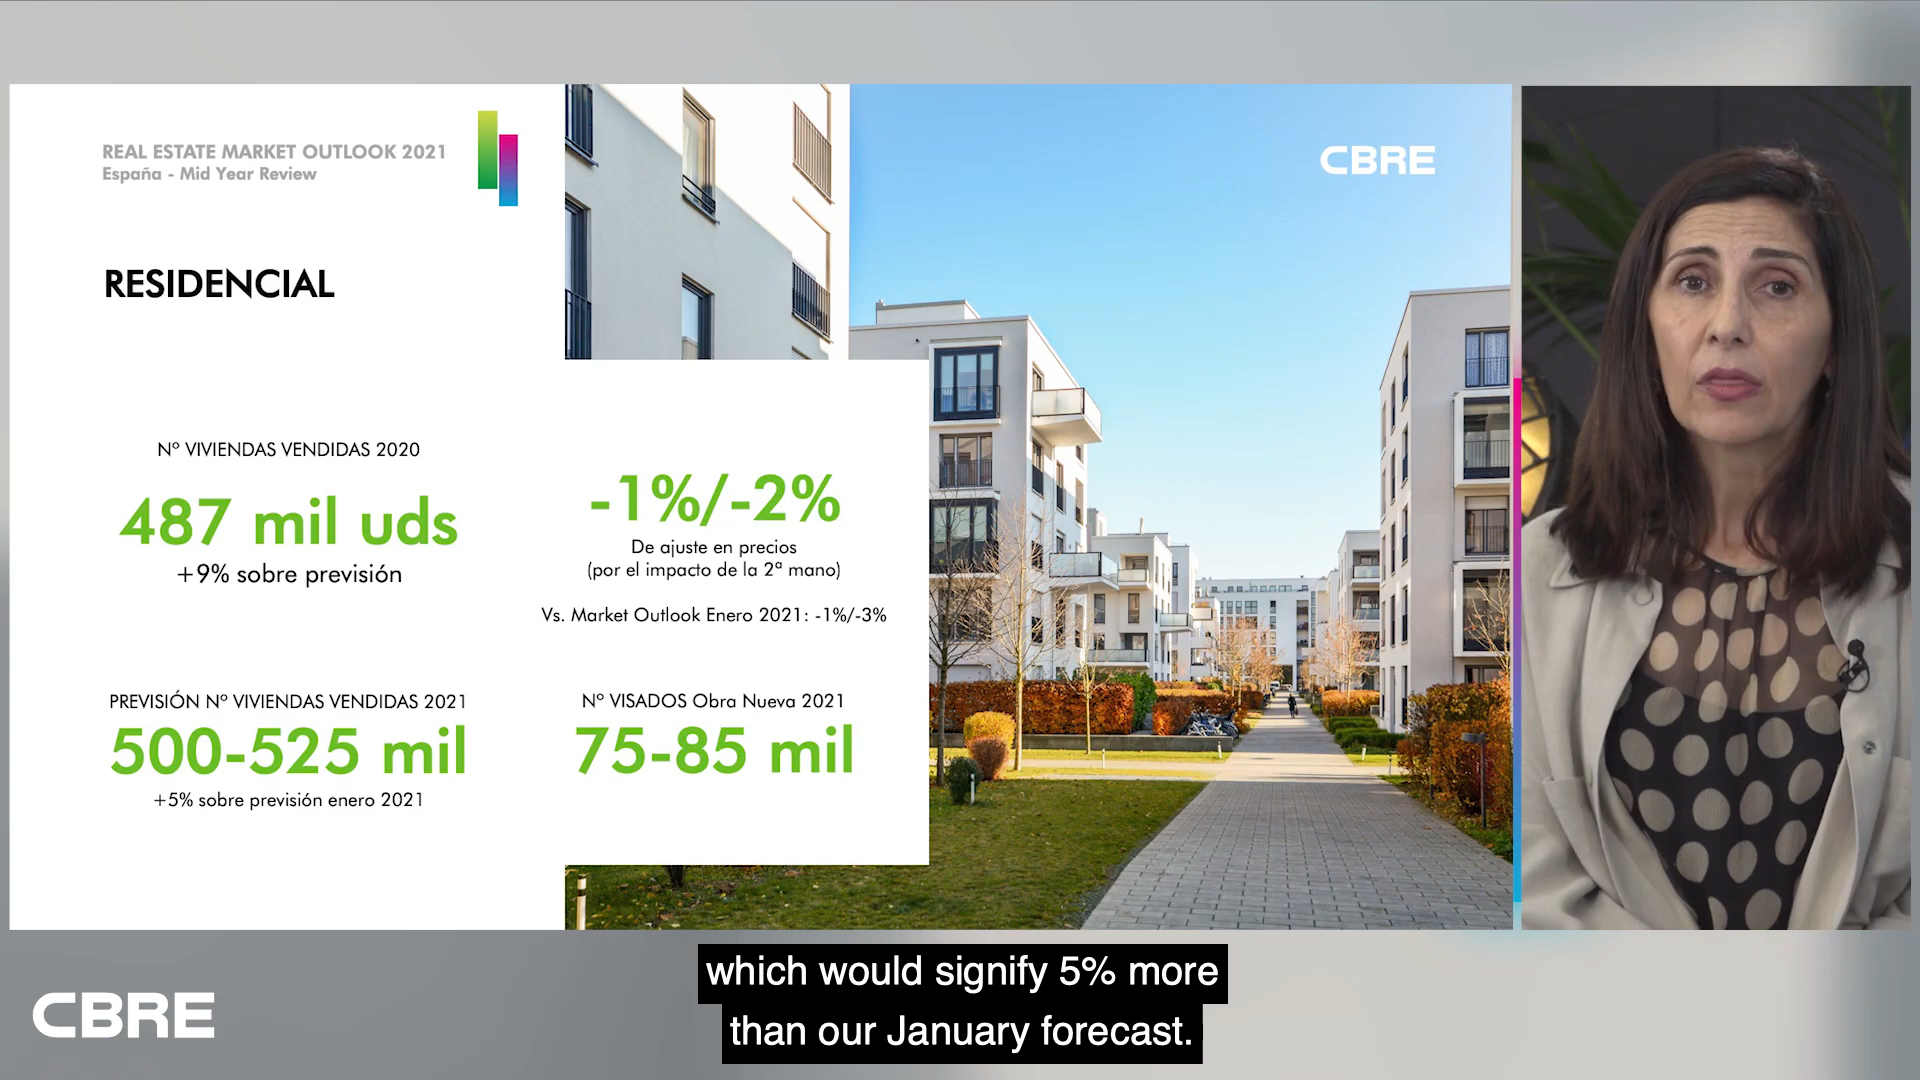 REAL ESTATE MARKET OUTLOOK 2021
España - Mid Year Review
CBRE
RESIDENCIAL
Nº VIVIENDAS VENDIDAS 2020
487 mil uds
+9% sobre previsión
-1%/-2%
De ajuste en precios
(por el impacto de la 2ª mano)
Vs. Market Outlook Enero 2021: -1%/-3%
PREVISIÓN Nº VIVIENDAS VENDIDAS 2021
500-525 mil
+5% sobre previsión enero 2021
Nº VISADOS Obra Nueva 2021
75-85 mil
which would signify 5% more
than our January forecast.
CBRE